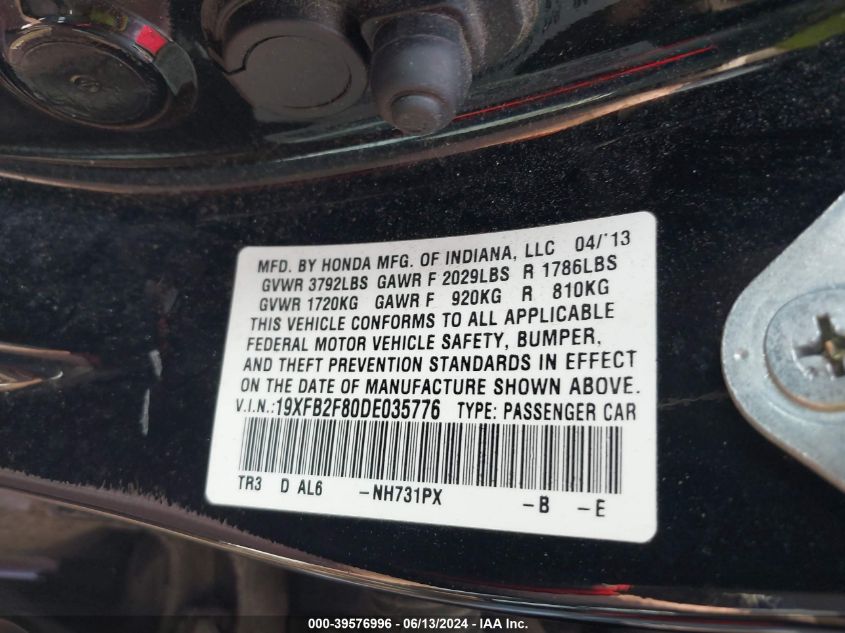 MFD. BY HONDA MFG. OF INDIANA, LLC 04/'13
GVWR 3792LBS GAWR F 2029LBS R 1786LBS
GVWR 1720KG GAWR F 920KG R 810KG
THIS VEHICLE CONFORMS TO ALL APPLICABLE
FEDERAL MOTOR VEHICLE SAFETY, BUMPER,
AND THEFT PREVENTION STANDARDS IN EFFECT
ON THE DATE OF MANUFACTURE SHOWN ABOVE.
V.I.N.:19XFB2F80DE035776 TYPE: PASSENGER CAR
TR3 D AL6 -NH731PX -B -E
000-39576996 - 06/13/2024 - IAA Inc.